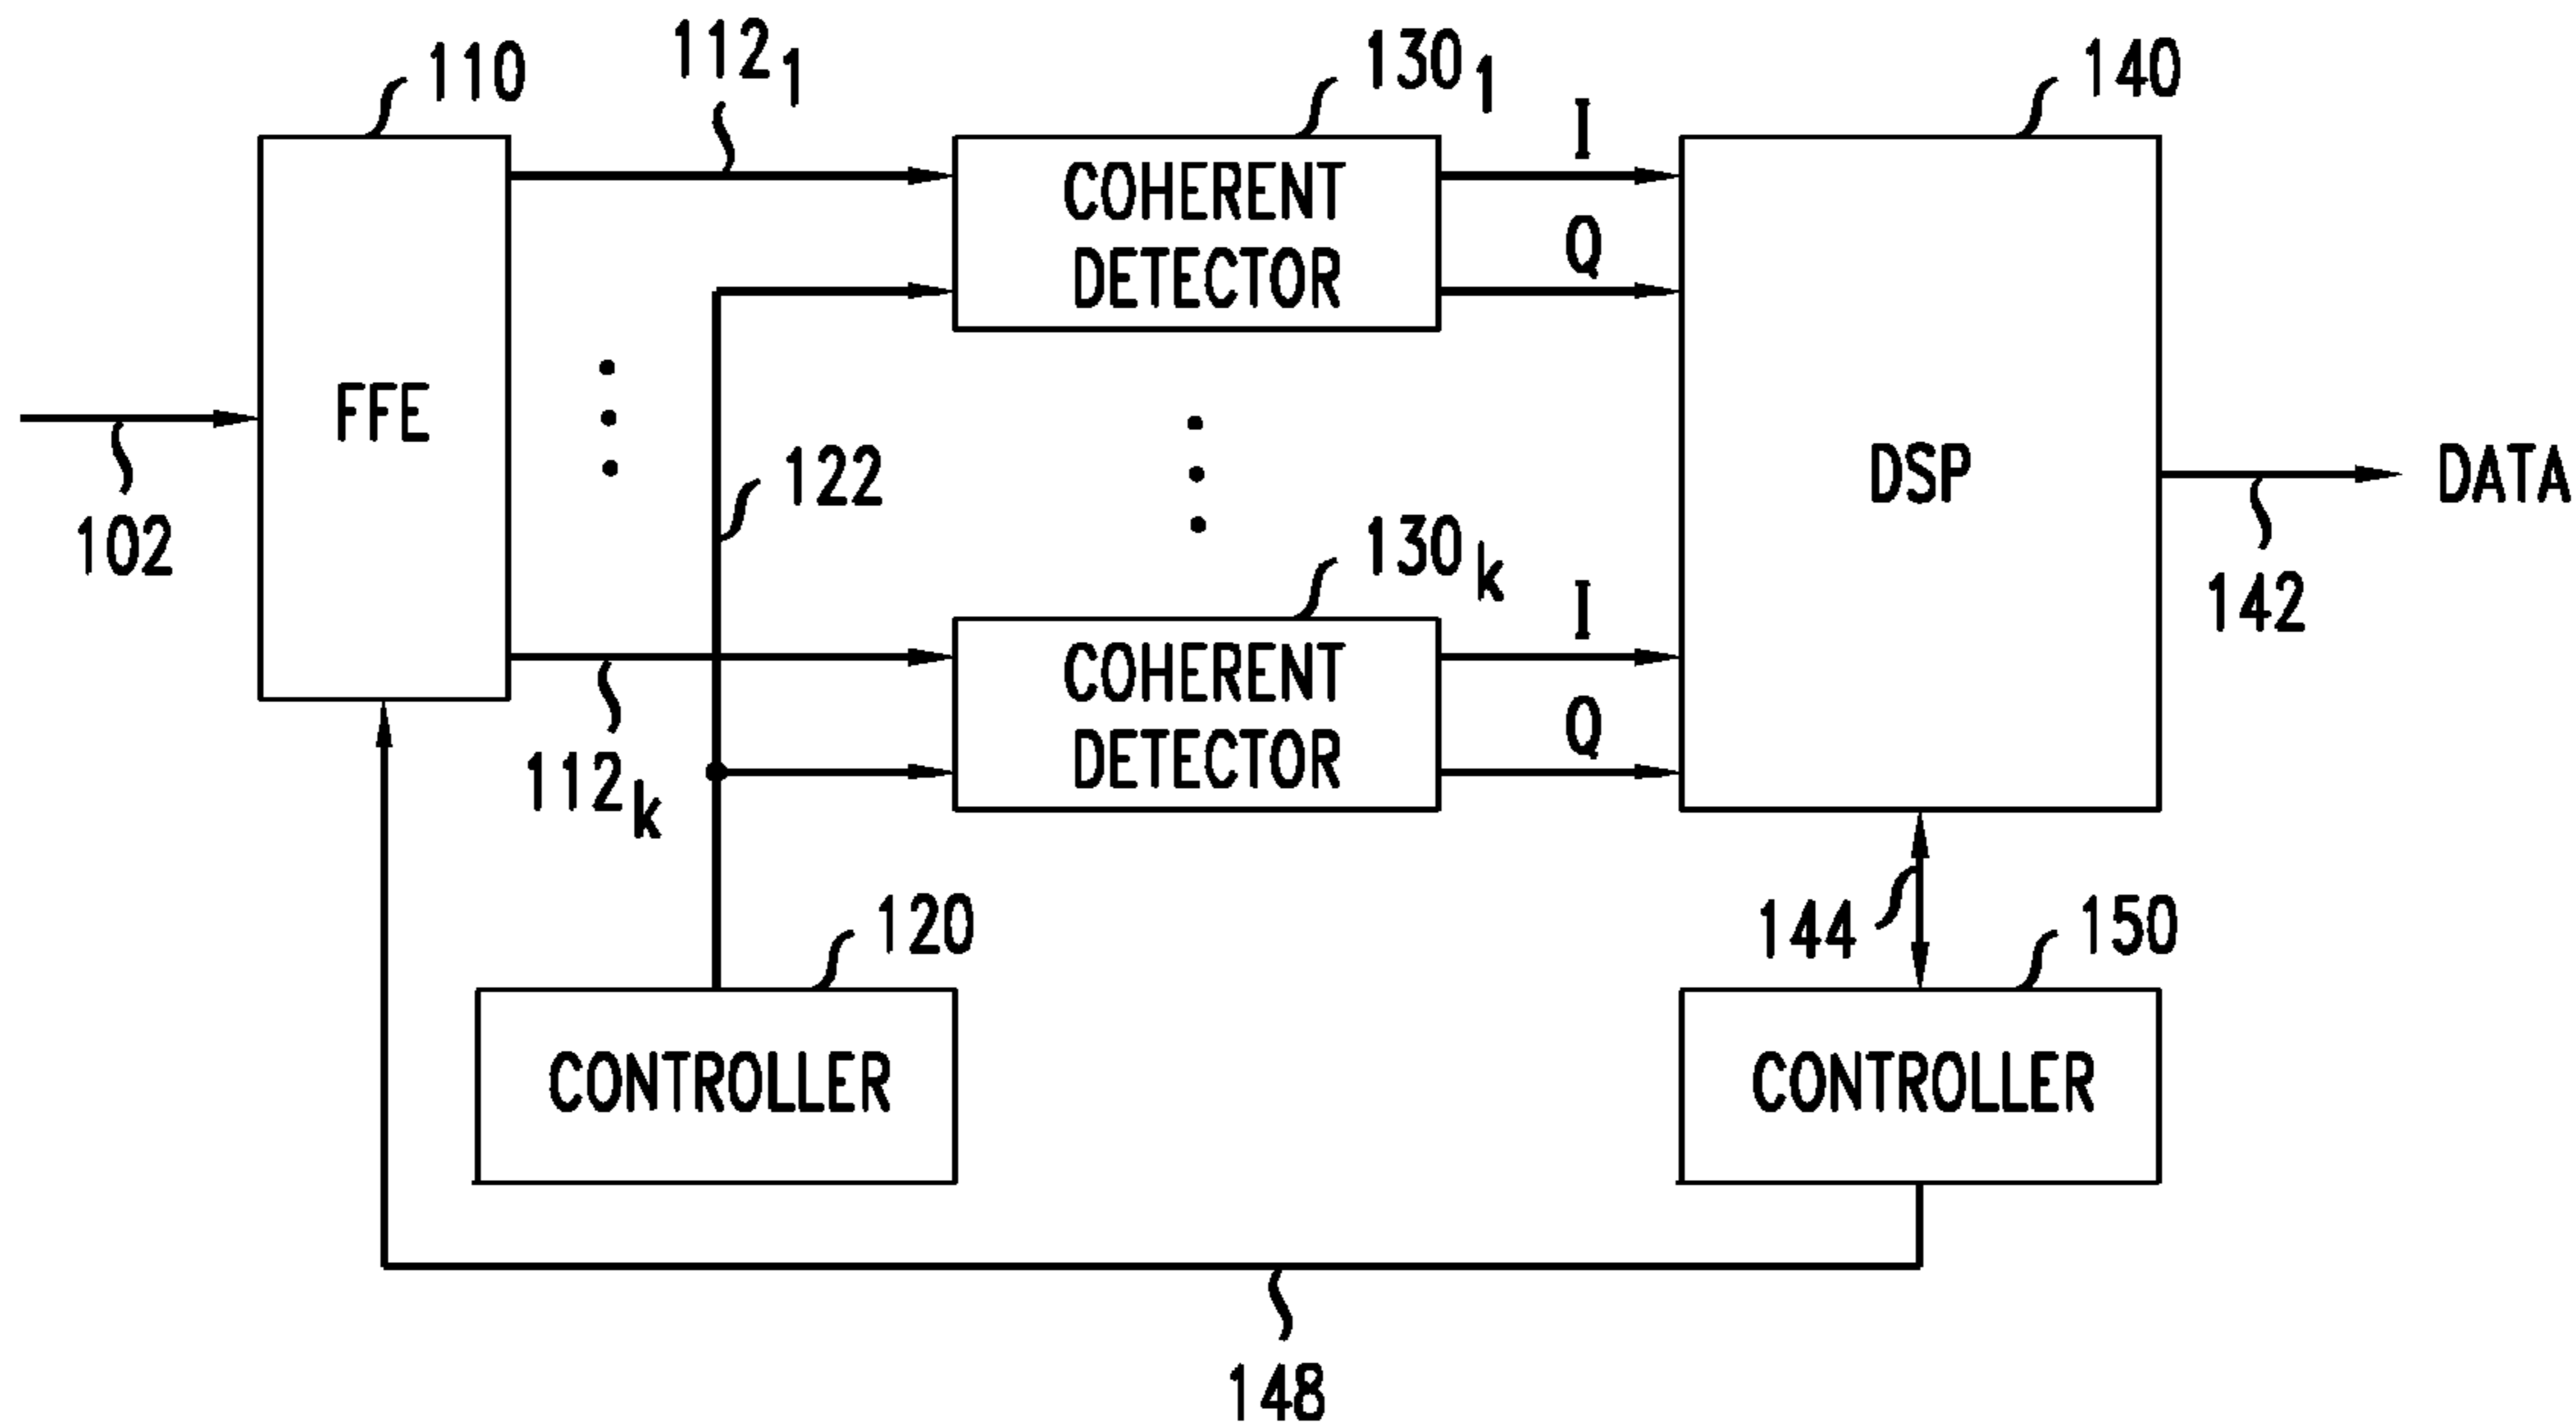 110
112₁
130₁
140
I
COHERENT
DETECTOR
Q
FFE
122
DSP
DATA
102
130ₖ
142
I
COHERENT
DETECTOR
Q
112ₖ
120
144
150
CONTROLLER
CONTROLLER
148